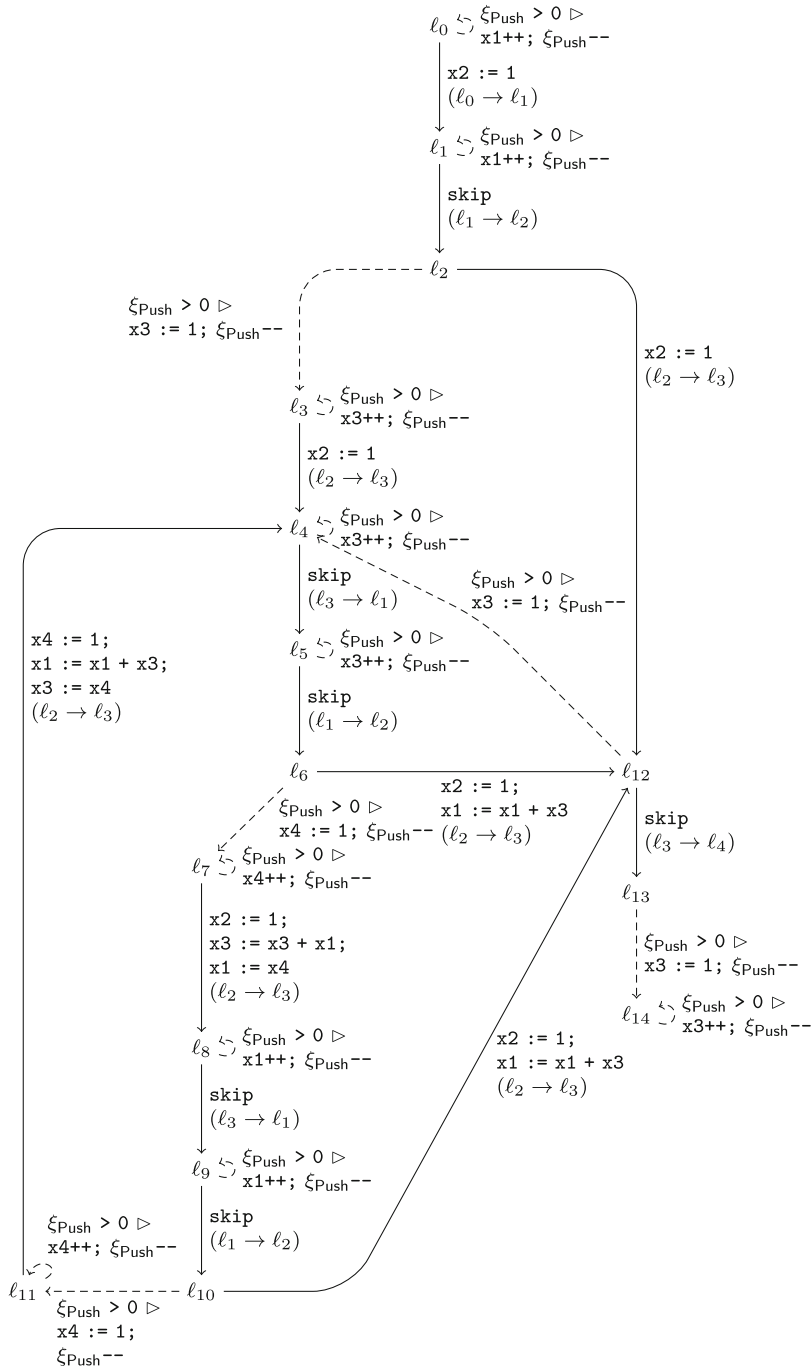 ℓ0
ξPush > 0 ▷
x1++; ξPush--
x2 := 1
(ℓ0 → ℓ1)
ℓ1
ξPush > 0 ▷
x1++; ξPush--
skip
(ℓ1 → ℓ2)
ℓ2
ξPush > 0 ▷
x3 := 1; ξPush--
x2 := 1
(ℓ2 → ℓ3)
ℓ3
ξPush > 0 ▷
x3++; ξPush--
x2 := 1
(ℓ2 → ℓ3)
ℓ4
ξPush > 0 ▷
x3++; ξPush--
skip
(ℓ3 → ℓ1)
ξPush > 0 ▷
x3 := 1; ξPush--
x4 := 1;
x1 := x1 + x3;
x3 := x4
(ℓ2 → ℓ3)
ℓ5
ξPush > 0 ▷
x3++; ξPush--
skip
(ℓ1 → ℓ2)
ℓ6
ℓ12
x2 := 1;
x1 := x1 + x3
(ℓ2 → ℓ3)
ξPush > 0 ▷
x4 := 1; ξPush--
skip
(ℓ3 → ℓ4)
ℓ7
ξPush > 0 ▷
x4++; ξPush--
ℓ13
x2 := 1;
x3 := x3 + x1;
x1 := x4
(ℓ2 → ℓ3)
ξPush > 0 ▷
x3 := 1; ξPush--
ℓ14
ξPush > 0 ▷
x3++; ξPush--
ℓ8
ξPush > 0 ▷
x1++; ξPush--
x2 := 1;
x1 := x1 + x3
(ℓ2 → ℓ3)
skip
(ℓ3 → ℓ1)
ℓ9
ξPush > 0 ▷
x1++; ξPush--
skip
(ℓ1 → ℓ2)
ξPush > 0 ▷
x4++; ξPush--
ℓ11
ℓ10
ξPush > 0 ▷
x4 := 1;
ξPush--